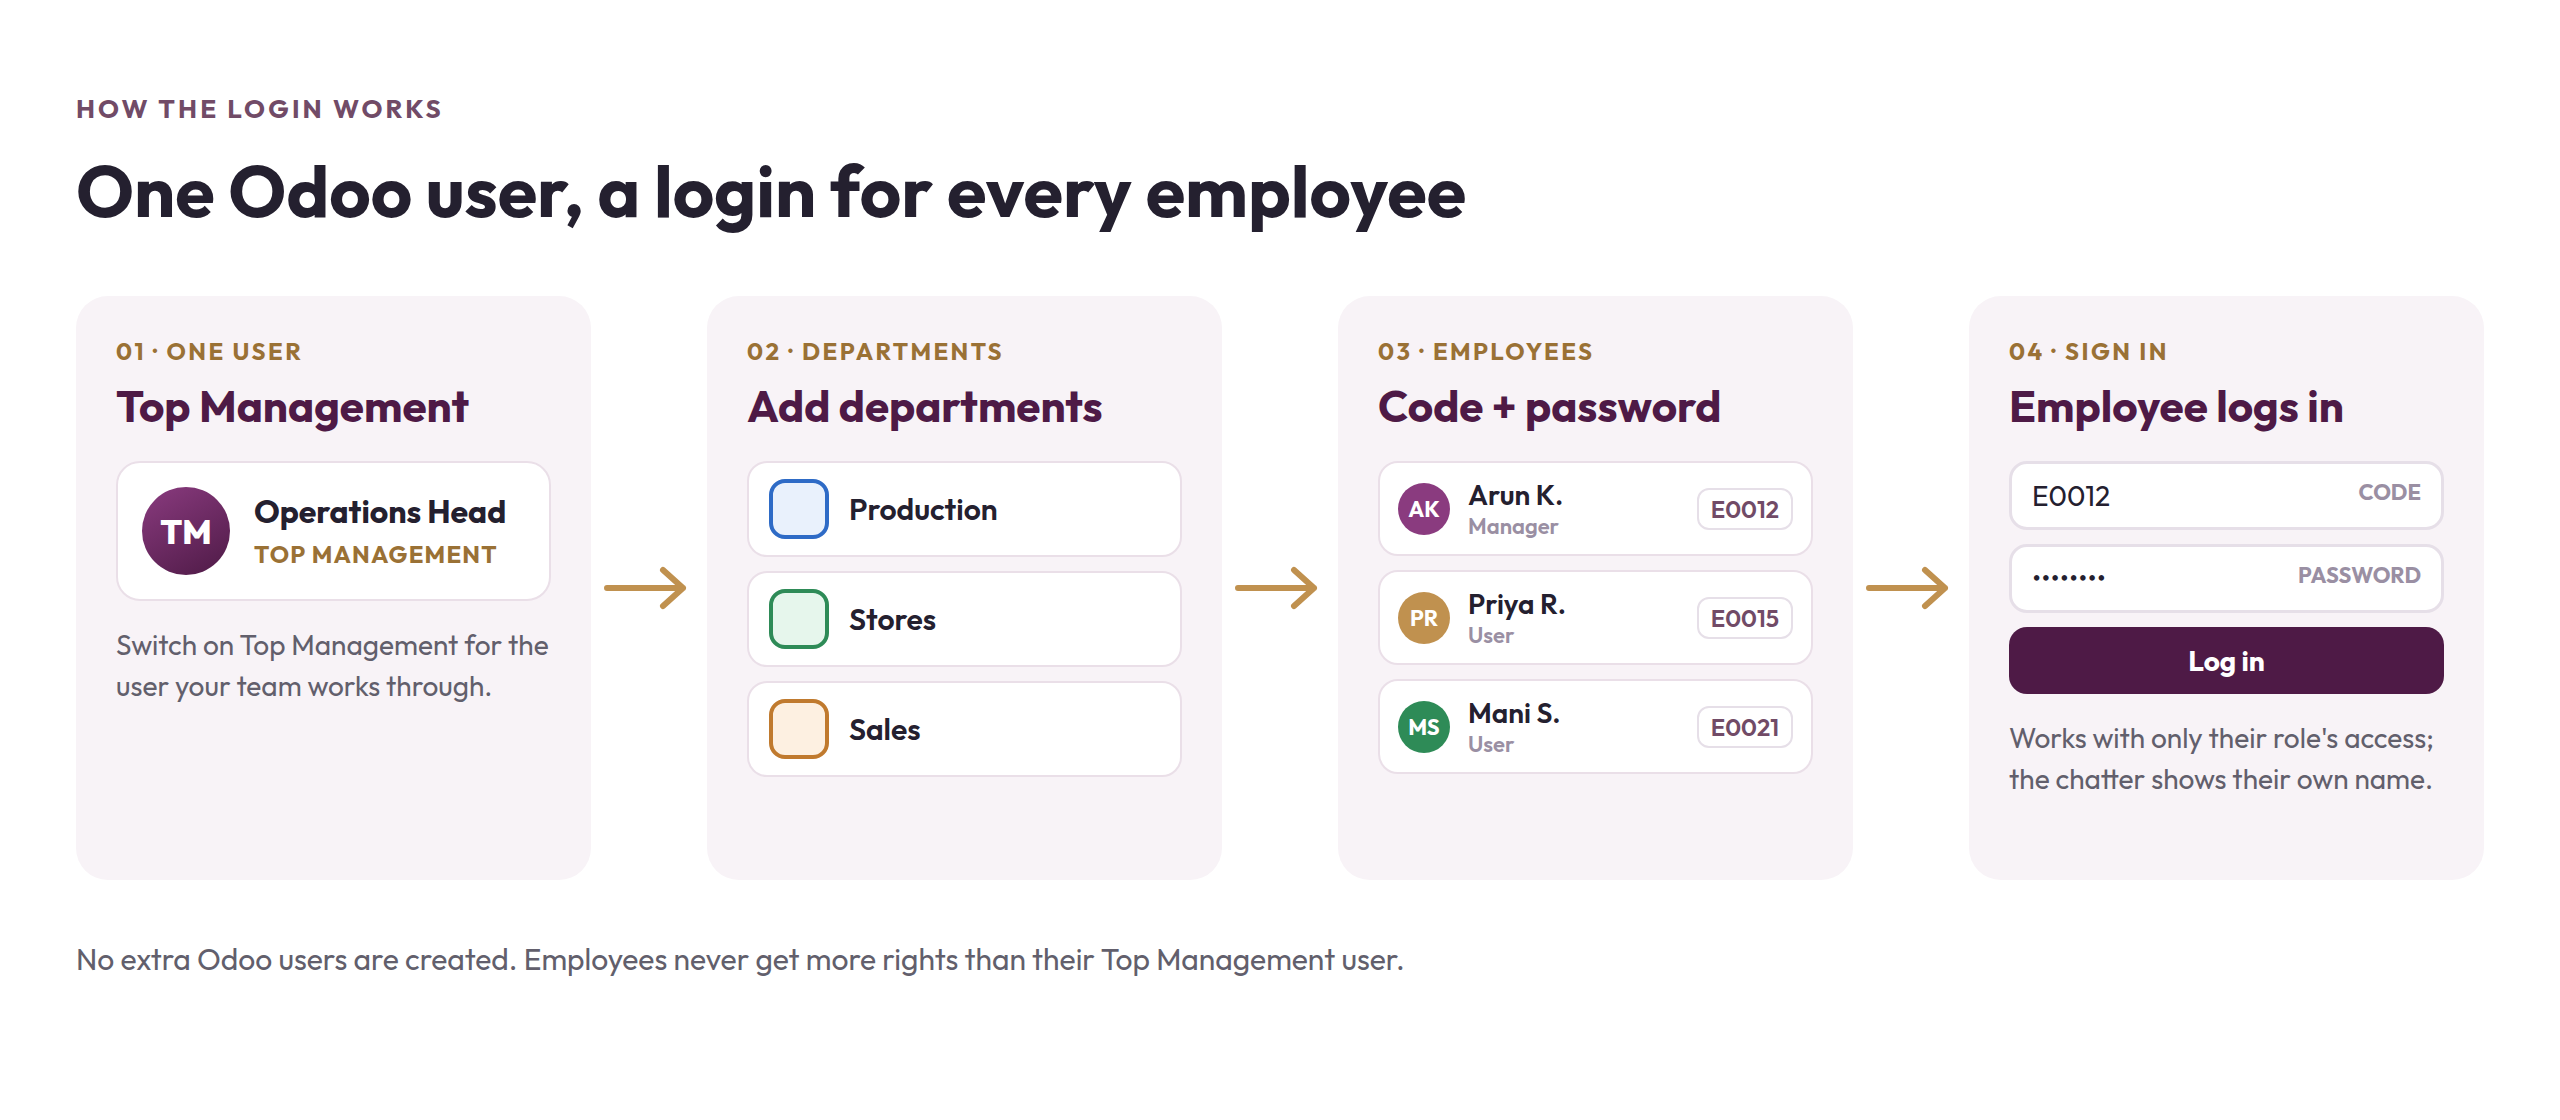 HOW THE LOGIN WORKS
One Odoo user, a login for every employee
01 · ONE USER
Top Management
TM
Operations Head
TOP MANAGEMENT
Switch on Top Management for the
user your team works through.
02 · DEPARTMENTS
Add departments
Production
Stores
Sales
03 · EMPLOYEES
Code + password
AK
Arun K.
Manager
E0012
PR
Priya R.
User
E0015
MS
Mani S.
User
E0021
04 · SIGN IN
Employee logs in
E0012
CODE
••••••••
PASSWORD
Log in
Works with only their role's access;
the chatter shows their own name.
No extra Odoo users are created. Employees never get more rights than their Top Management user.